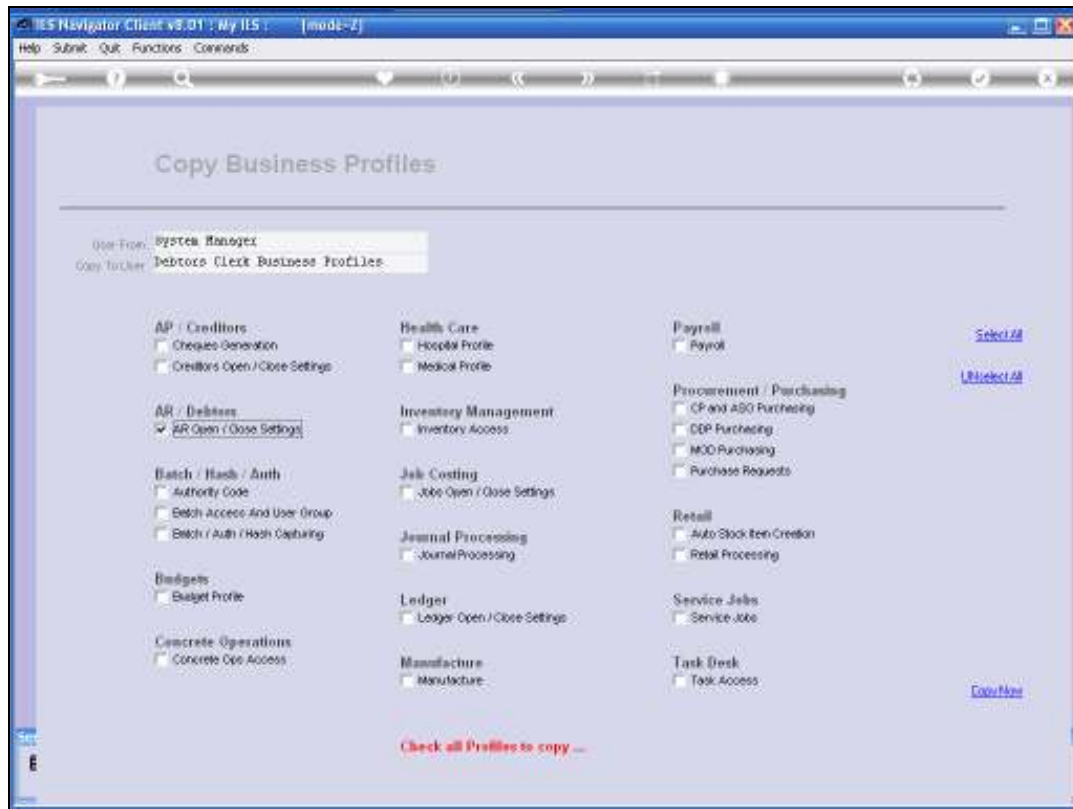 IES Navigator Client v8.01 : My IES : [mode=Z]
Help Submit Quit Functions Commands
Copy Business Profiles
User From System Manager
Copy To User Debtors Clerk Business Profiles
AP / Creditors
Cheques Generation
Creditors Open / Close Settings
AR / Debtors
AR Open / Close Settings
Batch / Hash / Auth
Authority Code
Batch Access And User Group
Batch / Auth / Hash Capturing
Budgets
Budget Profile
Concrete Operations
Concrete Ops Access
Health Care
Hospital Profile
Medical Profile
Inventory Management
Inventory Access
Job Costing
Jobs Open / Close Settings
Journal Processing
Journal Processing
Ledger
Ledger Open / Close Settings
Manufacture
Manufacture
Payroll
Payroll
Procurement / Purchasing
CP and ASO Purchasing
DDP Purchasing
MOD Purchasing
Purchase Requests
Retail
Auto Stock Item Creation
Retail Processing
Service Jobs
Service Jobs
Task Desk
Task Access
Select All
UNselect All
Copy Now
Check all Profiles to copy ...